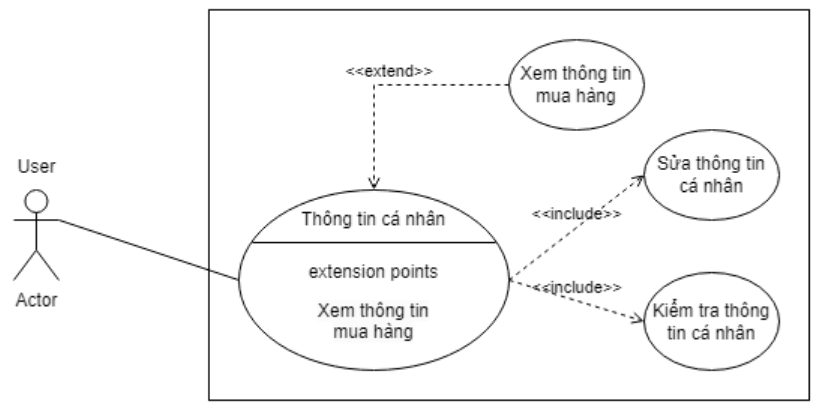 <<extend>>
Xem thông tin
mua hàng
User
Actor
Thông tin cá nhân
extension points
Xem thông tin
mua hàng
<<include>>
Sửa thông tin
cá nhân
<<include>>
Kiểm tra thông
tin cá nhân